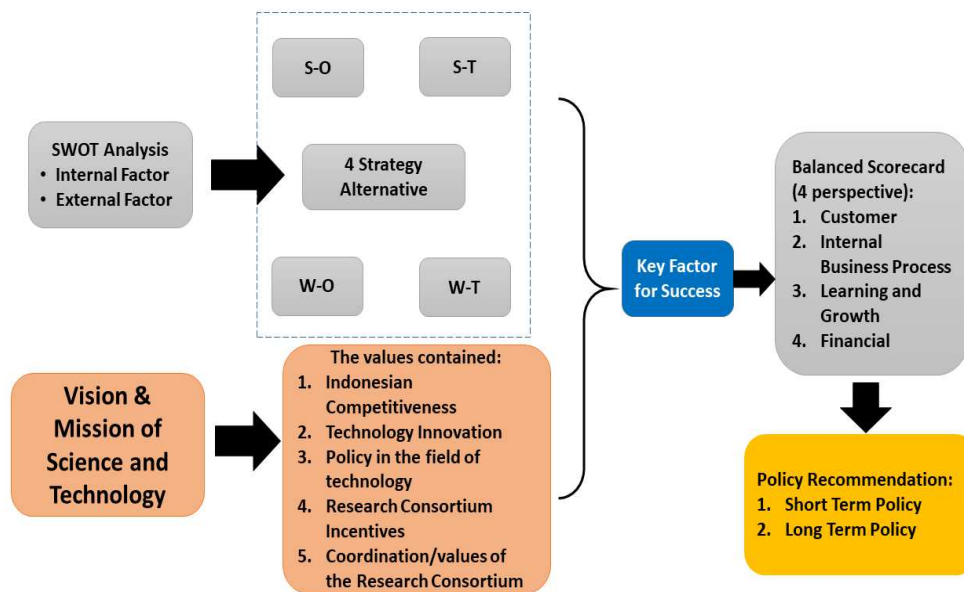 SWOT Analysis
• Internal Factor
• External Factor
S-O
S-T
4 Strategy
Alternative
W-O
W-T
Vision &
Mission of
Science and
Technology
The values contained:
1. Indonesian
Competitiveness
2. Technology Innovation
3. Policy in the field of
technology
4. Research Consortium
Incentives
5. Coordination/values of
the Research Consortium
Key Factor
for Success
Balanced Scorecard
(4 perspective):
1. Customer
2. Internal
Business Process
3. Learning and
Growth
4. Financial
Policy Recommendation:
1. Short Term Policy
2. Long Term Policy